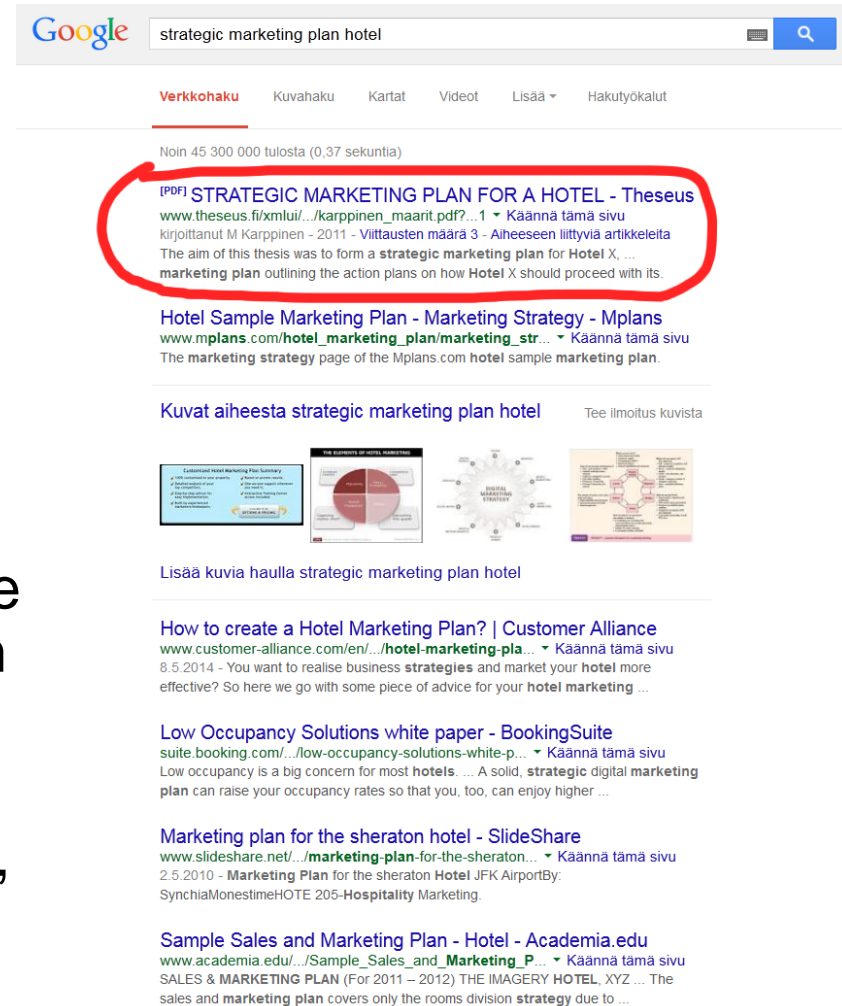 Google
strategic marketing plan hotel
Verkkohaku Kuvahaku Kartat Videot Lisää Hakutyökalut
Noin 45 300 000 tulosta (0,37 sekuntia)
[PDF] STRATEGIC MARKETING PLAN FOR A HOTEL - Theseus
www.theseus.fi/xmlui/.../karppinen_maarit.pdf?...1 Käännä tämä sivu
kirjoittanut M Karppinen - 2011 - Viittausten määrä 3 - Aiheeseen liittyviä artikkeleita
The aim of this thesis was to form a strategic marketing plan for Hotel X, ...
marketing plan outlining the action plans on how Hotel X should proceed with its.
Hotel Sample Marketing Plan - Marketing Strategy - Mplans
www.mplans.com/hotel_marketing_plan/marketing_str... Käännä tämä sivu
The marketing strategy page of the Mplans.com hotel sample marketing plan.
Kuvat aiheesta strategic marketing plan hotel Tee ilmoitus kuvista
Customized Hotel Marketing Plan Summary
THE ELEMENTS OF HOTEL MARKETING
DIGITAL
MARKETING
STRATEGY
Lisää kuvia haulla strategic marketing plan hotel
e
How to create a Hotel Marketing Plan? | Customer Alliance
www.customer-alliance.com/en/.../hotel-marketing-pla... Käännä tämä sivu
8.5.2014 - You want to realise business strategies and market your hotel more
effective? So here we go with some piece of advice for your hotel marketing ...
Low Occupancy Solutions white paper - BookingSuite
suite.booking.com/.../low-occupancy-solutions-white-p... Käännä tämä sivu
Low occupancy is a big concern for most hotels. ... A solid, strategic digital marketing
plan can raise your occupancy rates so that you, too, can enjoy higher ...
Marketing plan for the sheraton hotel - SlideShare
www.slideshare.net/.../marketing-plan-for-the-sheraton... Käännä tämä sivu
2.5.2010 - Marketing Plan for the sheraton Hotel JFK AirportBy:
SynchiaMonestimeHOTE 205-Hospitality Marketing.
,
Sample Sales and Marketing Plan - Hotel - Academia.edu
www.academia.edu/.../Sample_Sales_and_Marketing_P... Käännä tämä sivu
SALES & MARKETING PLAN (For 2011 – 2012) THE IMAGERY HOTEL, XYZ ... The
sales and marketing plan covers only the rooms division strategy due to ...